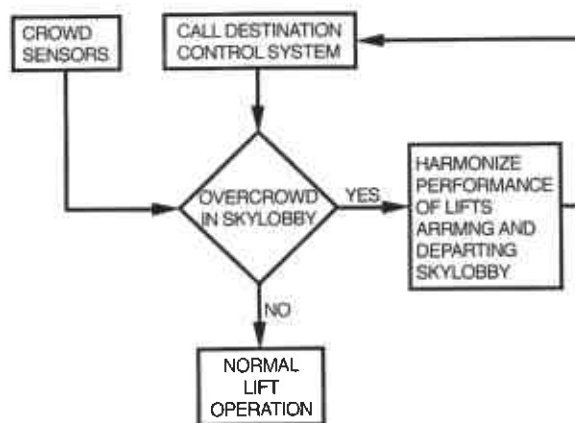 CROWD
SENSORS
CALL DESTINATION
CONTROL SYSTEM
OVERCROWD
IN SKYLOBBY
YES
HARMONIZE
PERFORMANCE
OF LIFTS
ARRMNG AND
DEPARTING
SKYLOBBY
NO
NORMAL
LIFT
OPERATION